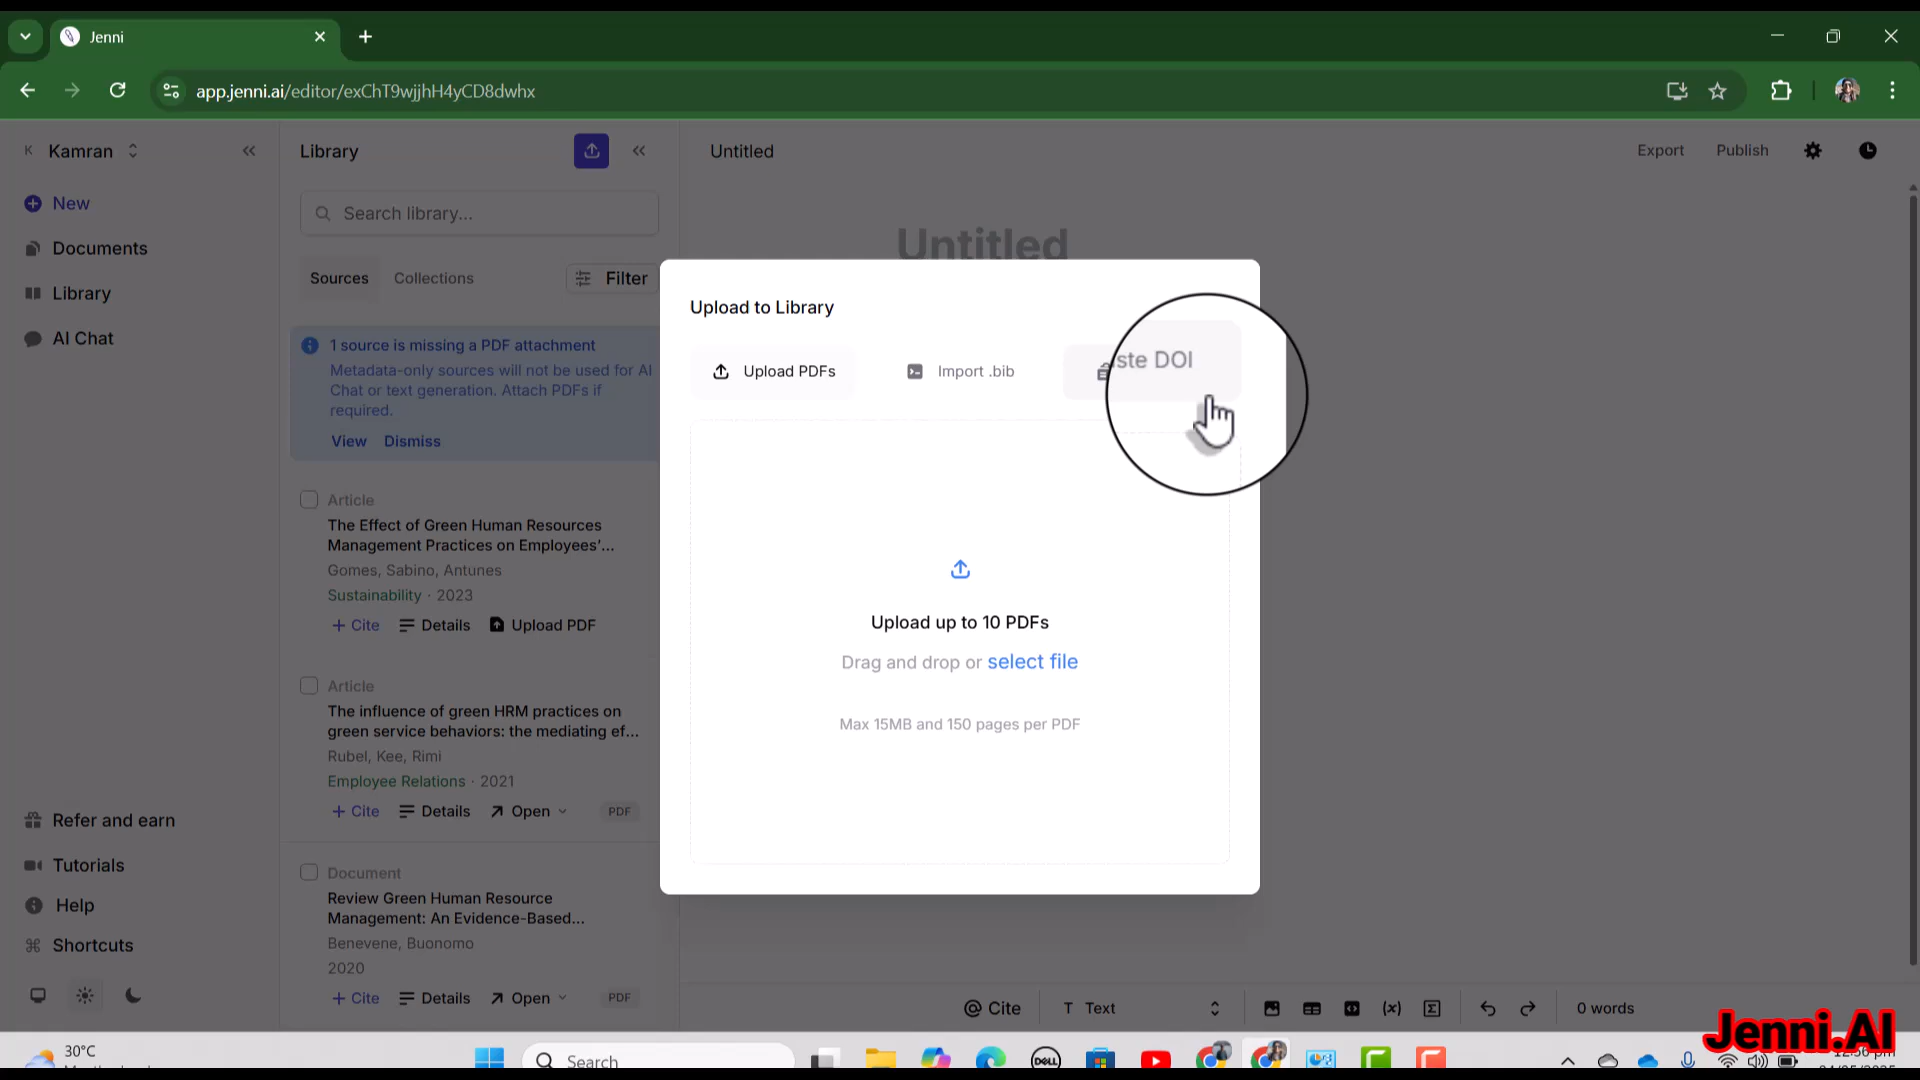 Jenni
app.jenni.ai/editor/exChT9wjjhH4yCD8dwhx
K Kamran
New
Documents
Library
AI Chat
Refer and earn
Tutorials
Help
Shortcuts
Library
Search library...
Sources Collections Filter
1 source is missing a PDF attachment
Metadata-only sources will not be used for AI
Chat or text generation. Attach PDFs if
required.
View Dismiss
Article
The Effect of Green Human Resources
Management Practices on Employees'...
Gomes, Sabino, Antunes
Sustainability · 2023
+ Cite Details Upload PDF
Article
The influence of green HRM practices on
green service behaviors: the mediating ef...
Rubel, Kee, Rimi
Employee Relations · 2021
+ Cite Details Open PDF
Document
Review Green Human Resource
Management: An Evidence-Based...
Benevene, Buonomo
2020
+ Cite Details Open PDF
Untitled
Export Publish
Untitled
Upload to Library
Upload PDFs Import .bib ste DOI
Upload up to 10 PDFs
Drag and drop or select file
Max 15MB and 150 pages per PDF
@ Cite T Text (x) Σ 0 words
Jenni.AI
30°C
Search
DELL